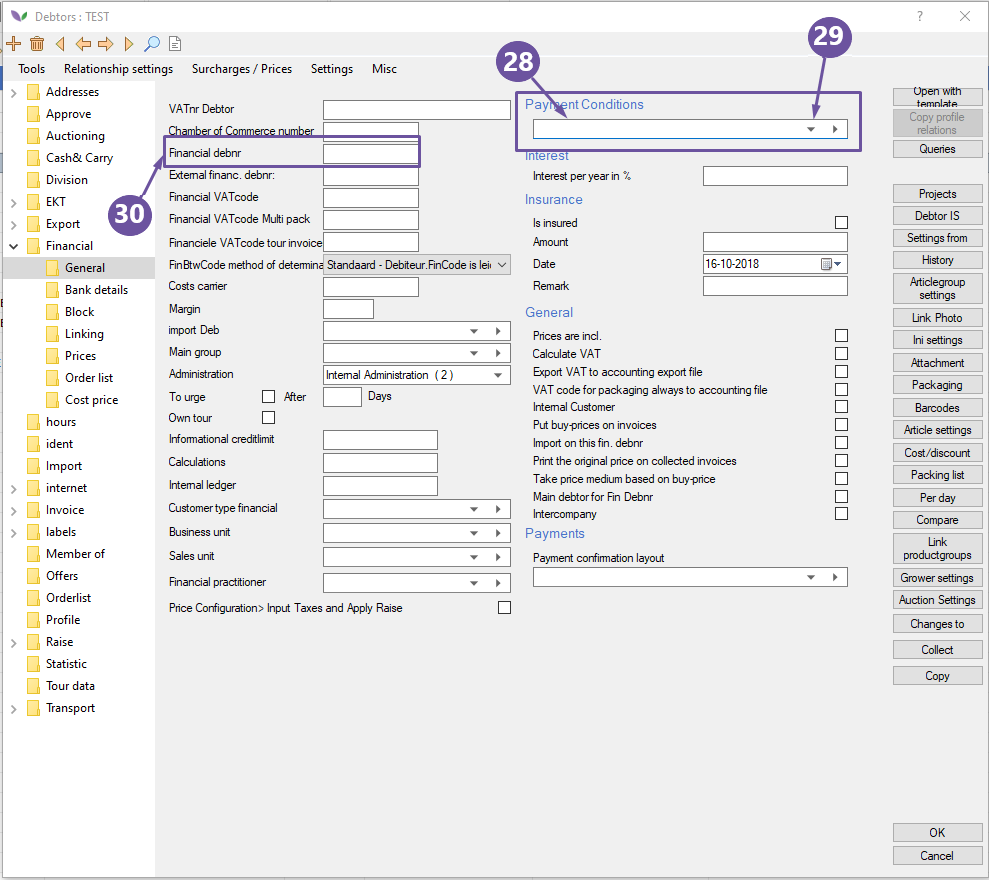 Debtors : TEST
?
Tools Relationship settings Surcharges / Prices Settings Misc
28
29
30
Addresses
Approve
Auctioning
Cash& Carry
Division
EKT
Export
Financial
General
Bank details
Block
Linking
Prices
Order list
Cost price
hours
ident
Import
internet
Invoice
labels
Member of
Offers
Orderlist
Profile
Raise
Statistic
Tour data
Transport
VATnr Debtor
Chamber of Commerce number
Financial debnr
External financ. debnr:
Financial VATcode
Financial VATcode Multi pack
Financiele VATcode tour invoice
FinBtwCode method of determina Standaard - Debiteur.FinCode is lei
Costs carrier
Margin
import Deb
Main group
Administration Internal Administration ( 2 )
To urge After Days
Own tour
Informational creditlimit
Calculations
Internal ledger
Customer type financial
Business unit
Sales unit
Financial practitioner
Price Configuration> Input Taxes and Apply Raise
Payment Conditions
Interest
Interest per year in %
Insurance
Is insured
Amount
Date 16-10-2018
Remark
General
Prices are incl.
Calculate VAT
Export VAT to accounting export file
VAT code for packaging always to accounting file
Internal Customer
Put buy-prices on invoices
Import on this fin. debnr
Print the original price on collected invoices
Take price medium based on buy-price
Main debtor for Fin Debnr
Intercompany
Payments
Payment confirmation layout
Open with
template
Copy profile
relations
Queries
Projects
Debtor IS
Settings from
History
Articlegroup
settings
Link Photo
Ini settings
Attachment
Packaging
Barcodes
Article settings
Cost/discount
Packing list
Per day
Compare
Link
productgroups
Grower settings
Auction Settings
Changes to
Collect
Copy
OK
Cancel